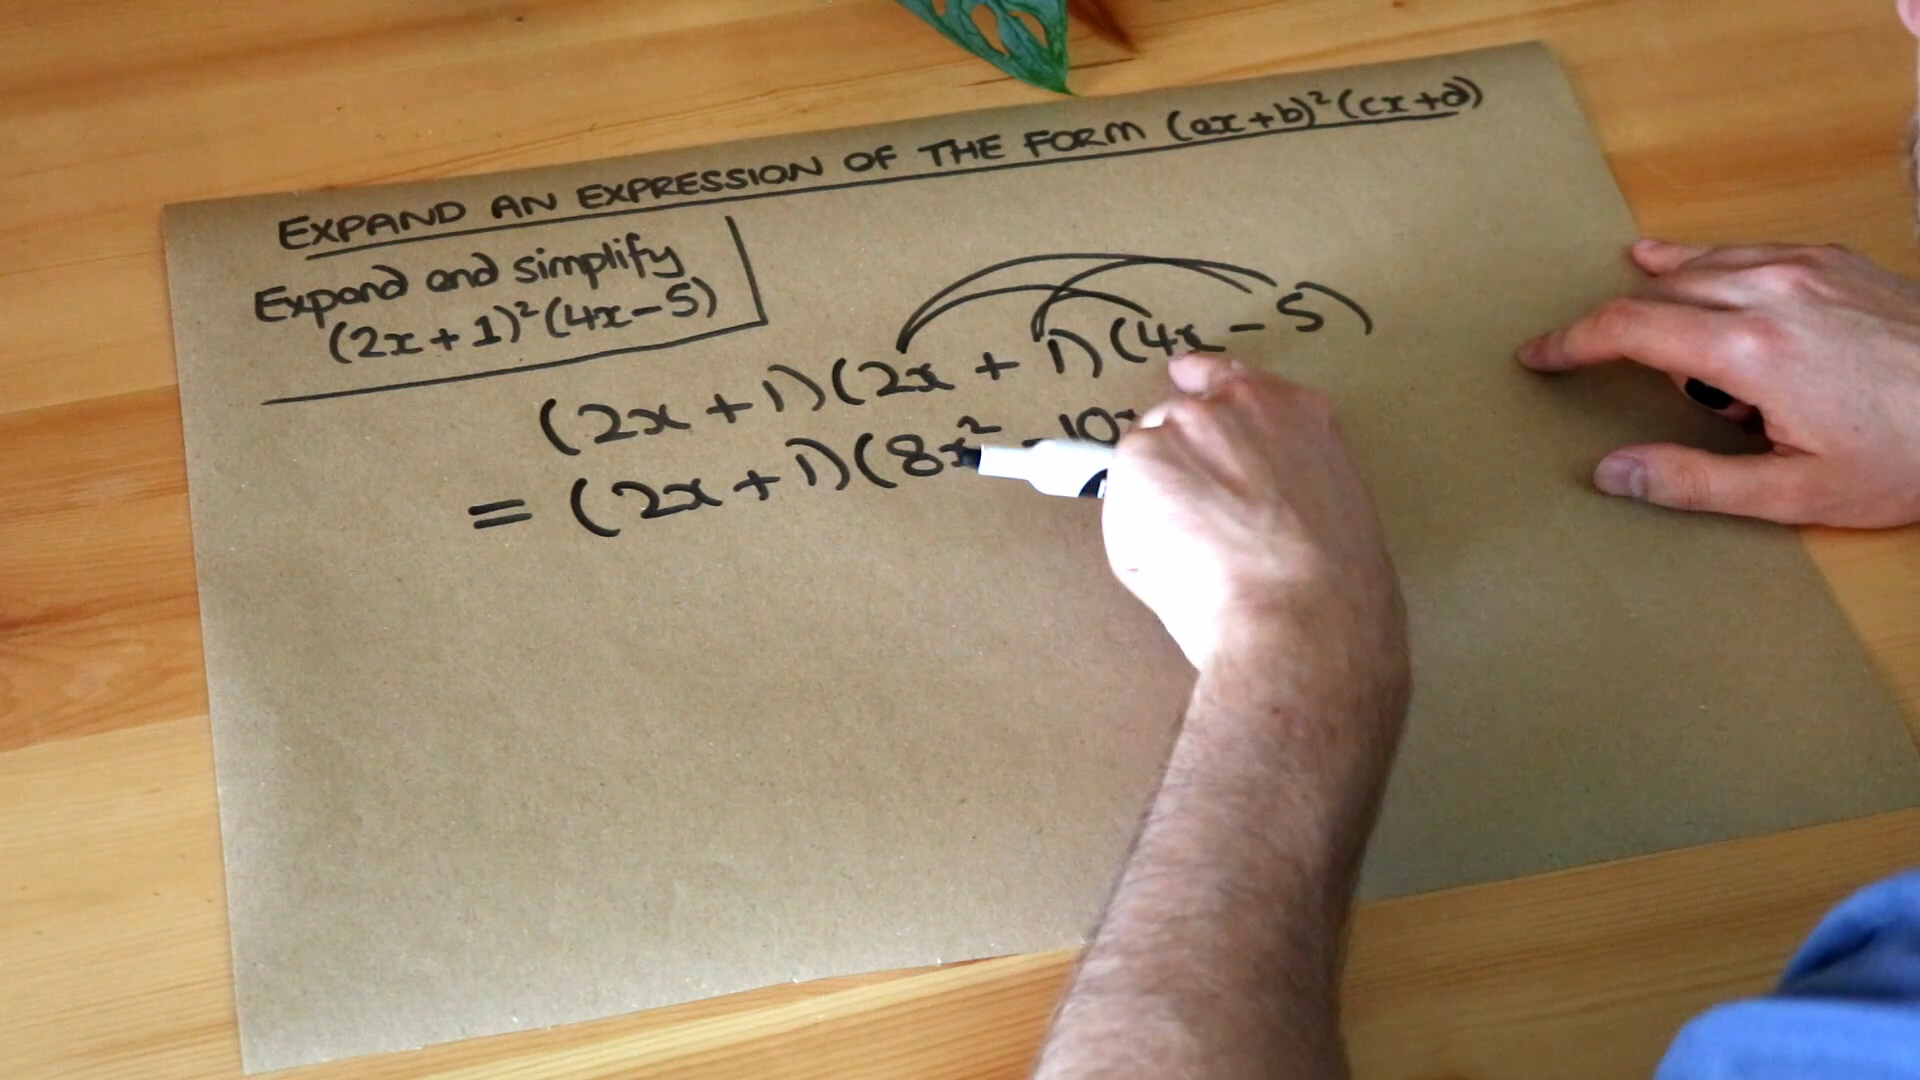 EXPAND AN EXPRESSION OF THE FORM (ax+b)²(cx+d)
Expand and simplify
(2x+1)²(4x-5)
(2x+1)(2x+1)(4x-5)
= (2x+1)(8x² -10x